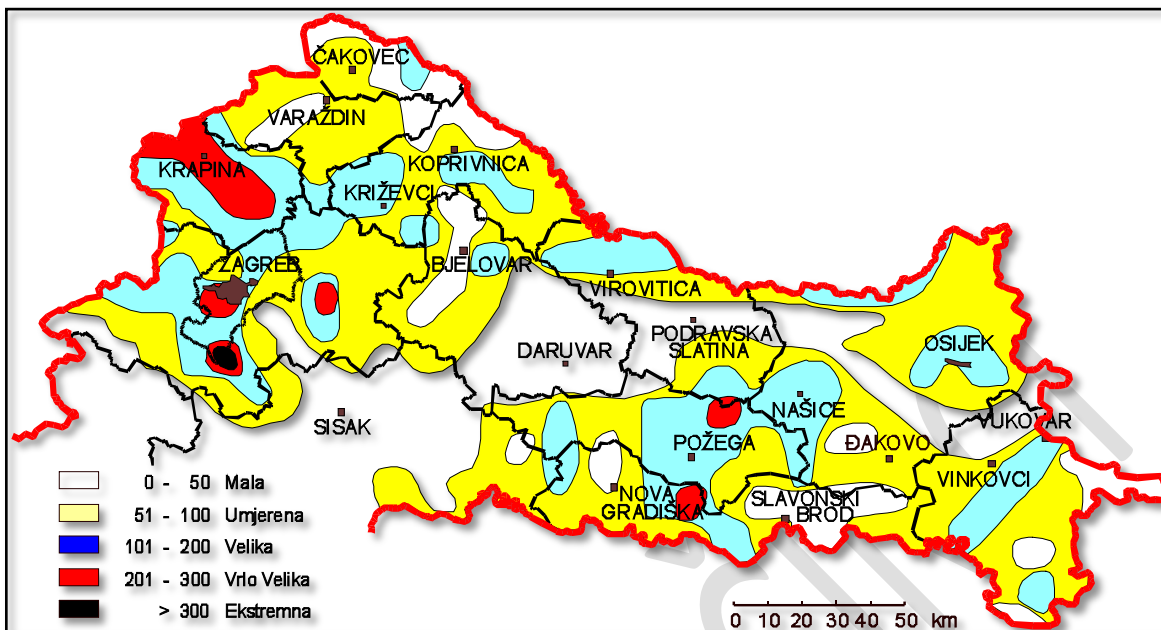 ČAKOVEC
VARAŽDIN
KRAPINA
KOPRIVNICA
KRIŽEVCI
ZAGREB
BJELOVAR
VIROVITICA
PODRAVSKA
SLATINA
DARUVAR
OSIJEK
NAŠICE
SIŠAK
VUKOVAR
POŽEGA
ĐAKOVO
VINKOVCI
NOVA
GRADIŠKA
SLAVONSKI
BROD
0 - 50 Mala
51 - 100 Umjerena
101 - 200 Velika
201 - 300 Vrlo Velika
> 300 Ekstremna
0 10 20 30 40 50 km